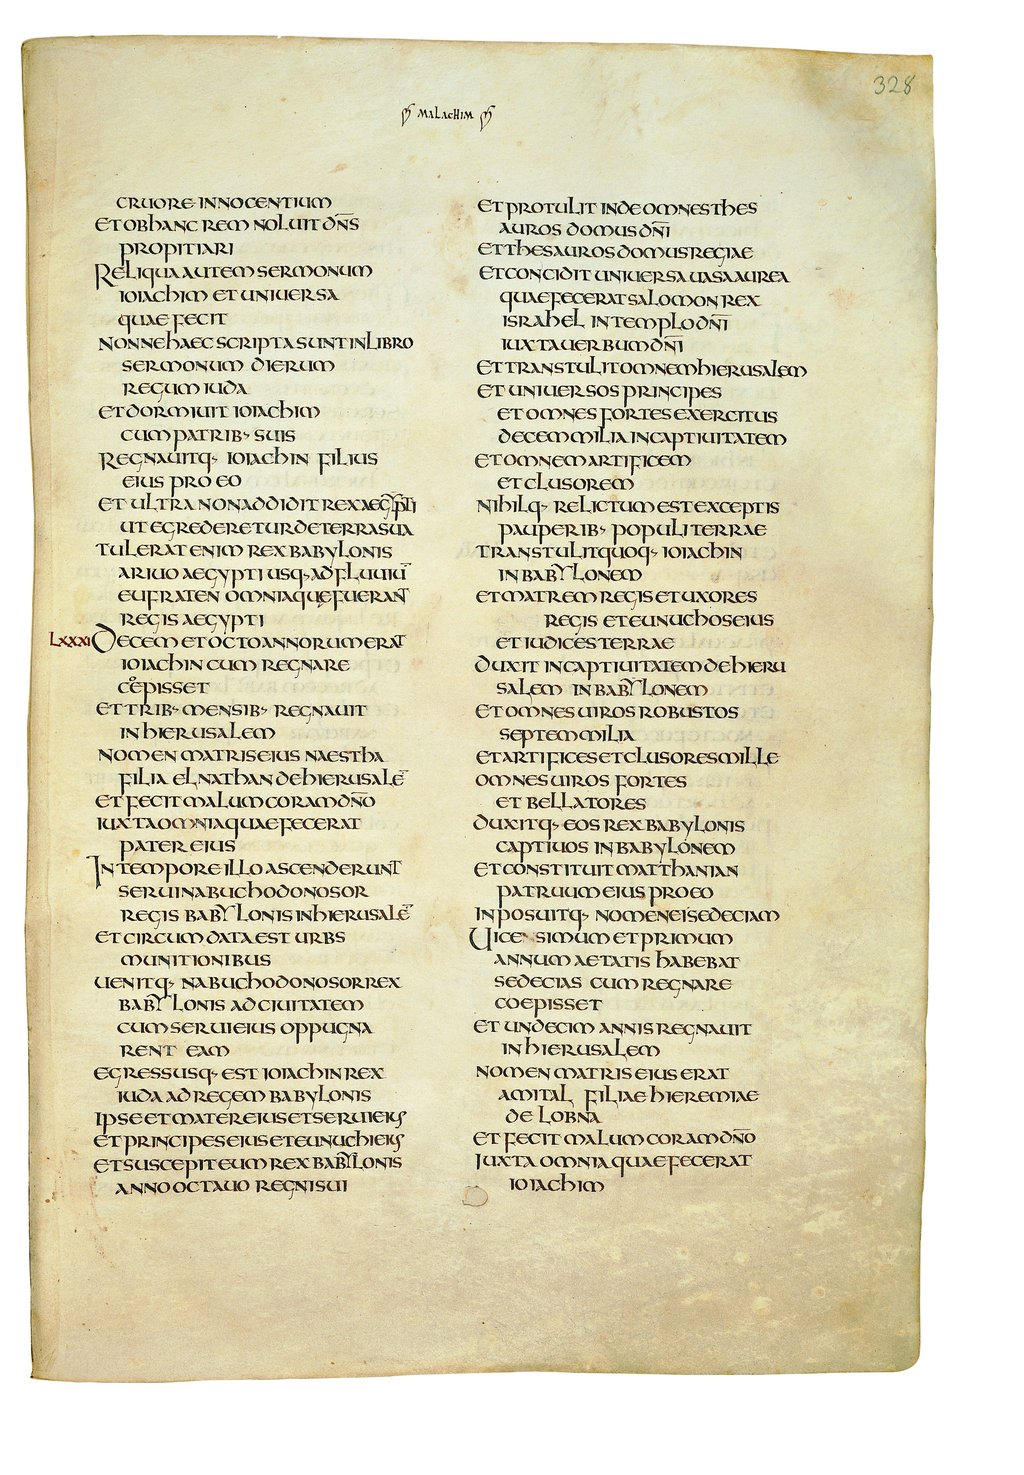 328
MALACHIM
CRUORE INNOCENTIUM
ET OB hANC REM NOLUIT DN̅S
PROPITIARI
RELIQUA AUTEM SERMONUM
IOIAChIM ET UNIUERSA
QUAE FECIT
NONNE hAEC SCRIPTA SUNT IN LIBRO
SERMONUM DIERUM
REGUM IUDA
ET DORMIUIT IOIAChIM
CUM PATRIB· SUIS
REGNAUITQ· IOIAChIN FILIUS
EIUS PRO EO
ET ULTRA NON ADDIDIT REX AEGYPTI
UT EGREDERETUR DE TERRA SUA
TULERAT ENIM REX BABYLONIS
A RIUO AEGYPTI USQ· AD FLUUIU̅
EUFRATEN OMNIA QUE FUERANT
REGIS AEGYPTI
LXXXI DECEM ET OCTO ANNORUM ERAT
IOIAChIN CUM REGNARE
COEPISSET
ET TRIB· MENSIB· REGNAUIT
IN hIERUSALEM
NOMEN MATRIS EIUS NAESThA
FILIA ELNAThAN DE hIERUSALE̅
ET FECIT MALUM CORAM DN̅O
IUXTA OMNIA QUAE FECERAT
PATER EIUS
IN TEMPORE ILLO ASCENDERUNT
SERUI NABUChODONOSOR
REGIS BABYLONIS IN hIERUSALE̅
ET CIRCUMDATA EST URBS
MUNITIONIBUS
UENITQ· NABUChODONOSOR REX
BABYLONIS AD CIUITATEM
CUM SERUI EIUS OPPUGNA
RENT EAM
EGRESSUSQ· EST IOIAChIN REX
IUDA AD REGEM BABYLONIS
IPSE ET MATER EIUS ET SERUI EIUS
ET PRINCIPES EIUS ET EUNUChI EIUS
ET SUSCEPIT EUM REX BABYLONIS
ANNO OCTAUO REGNI SUI
ET PROTULIT INDE OMNES ThES
AUROS DOMUS DN̅I
ET ThESAUROS DOMUS REGIAE
ET CONCIDIT UNIUERSA UASA AUREA
QUAE FECERAT SALOMON REX
ISRAhEL IN TEMPLO DN̅I
IUXTA UERBUM DN̅I
ET TRANSTULIT OMNEM hIERUSALEM
ET UNIUERSOS PRINCIPES
ET OMNES FORTES EXERCITUS
DECEM MILIA IN CAPTIUITATEM
ET OMNEM ARTIFICEM
ET CLUSOREM
NIhILQ· RELICTUM EST EXCEPTIS
PAUPERIB· POPULI TERRAE
TRANSTULIT QUOQ· IOIAChIN
IN BABYLONEM
ET MATREM REGIS ET UXORES
REGIS ET EUNUChOS EIUS
ET IUDICES TERRAE
DUXIT IN CAPTIUITATEM DE hIERU
SALEM IN BABYLONEM
ET OMNES UIROS ROBUSTOS
SEPTEM MILIA
ET ARTIFICES ET CLUSORES MILLE
OMNES UIROS FORTES
ET BELLATORES
DUXITQ· EOS REX BABYLONIS
CAPTIUOS IN BABYLONEM
ET CONSTITUIT MATThANIAN
PATRUUM EIUS PRO EO
INPOSUITQ· NOMEN EI SEDECIAM
UICESIMUM ET PRIMUM
ANNUM AETATIS hABEBAT
SEDECIAS CUM REGNARE
COEPISSET
ET UNDECIM ANNIS REGNAUIT
IN hIERUSALEM
NOMEN MATRIS EIUS ERAT
AMITAL FILIAE hIEREMIAE
DE LOBNA
ET FECIT MALUM CORAM DN̅O
IUXTA OMNIA QUAE FECERAT
IOIAChIM